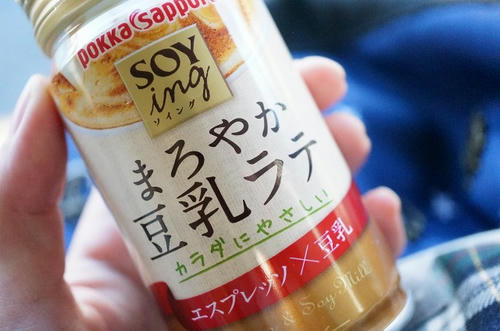 pokka sapporo
SOY
ing
ソイング
まろやか
豆乳ラテ
カラダにやさしい
エスプレッソ×豆乳
& Soy Milk